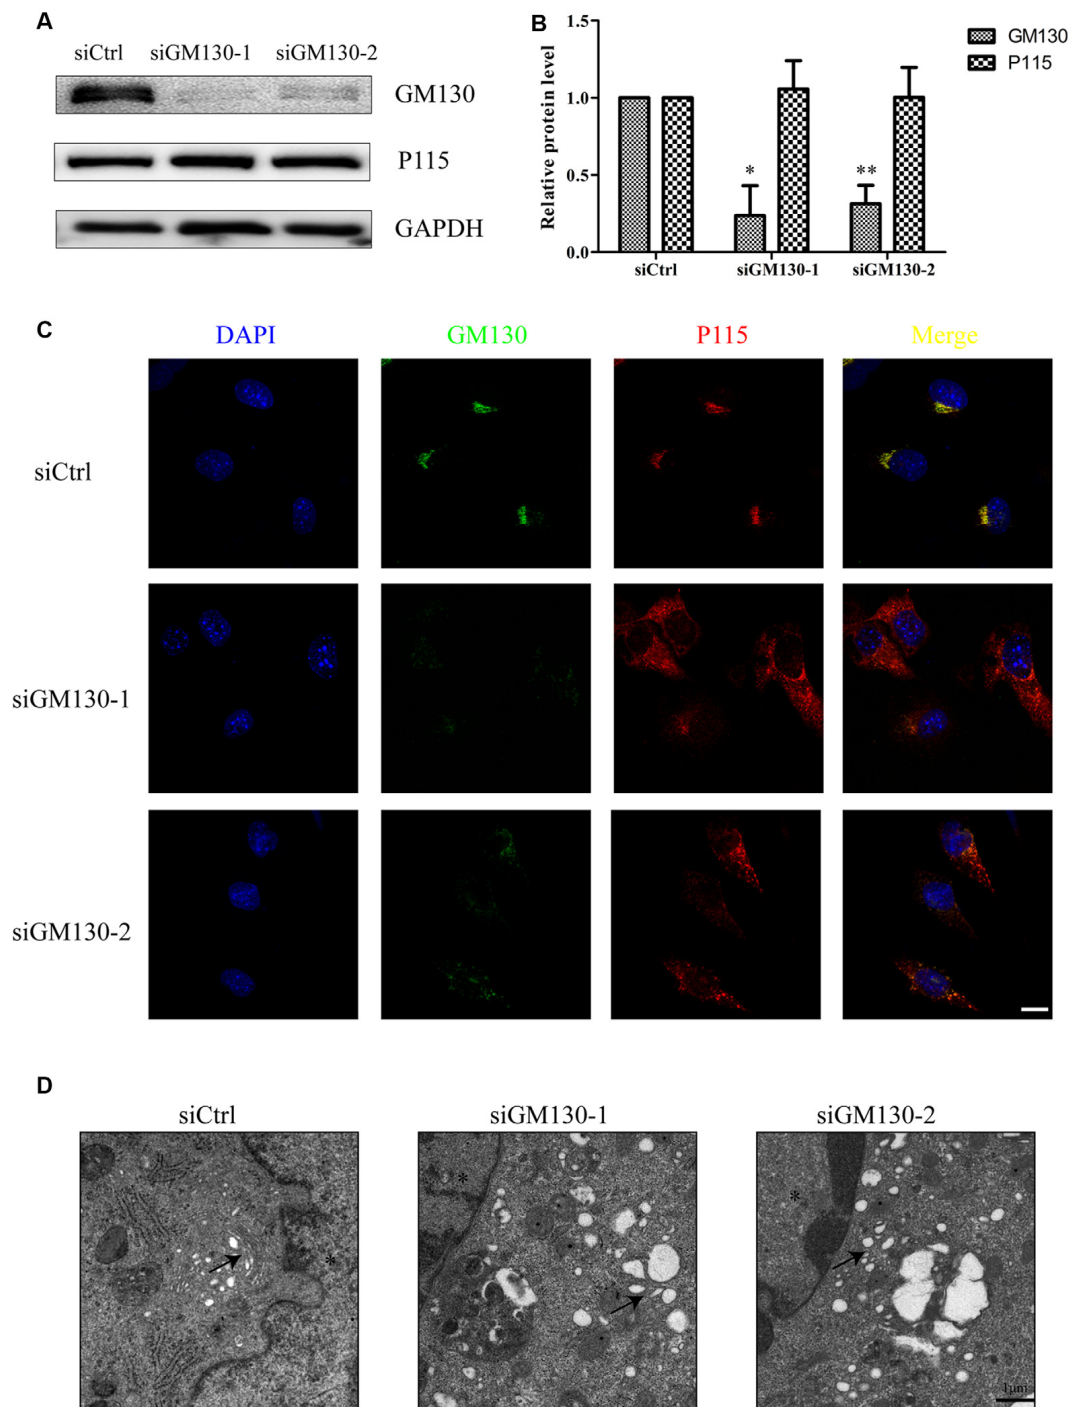 A
siCtrl siGM130-1 siGM130-2
GM130
P115
GAPDH
B
Relative protein level
1.5
1.0
0.5
0.0
* **
siCtrl siGM130-1 siGM130-2
GM130
P115
C
DAPI GM130 P115 Merge
siCtrl
siGM130-1
siGM130-2
D
siCtrl siGM130-1 siGM130-2
* * *
1μm